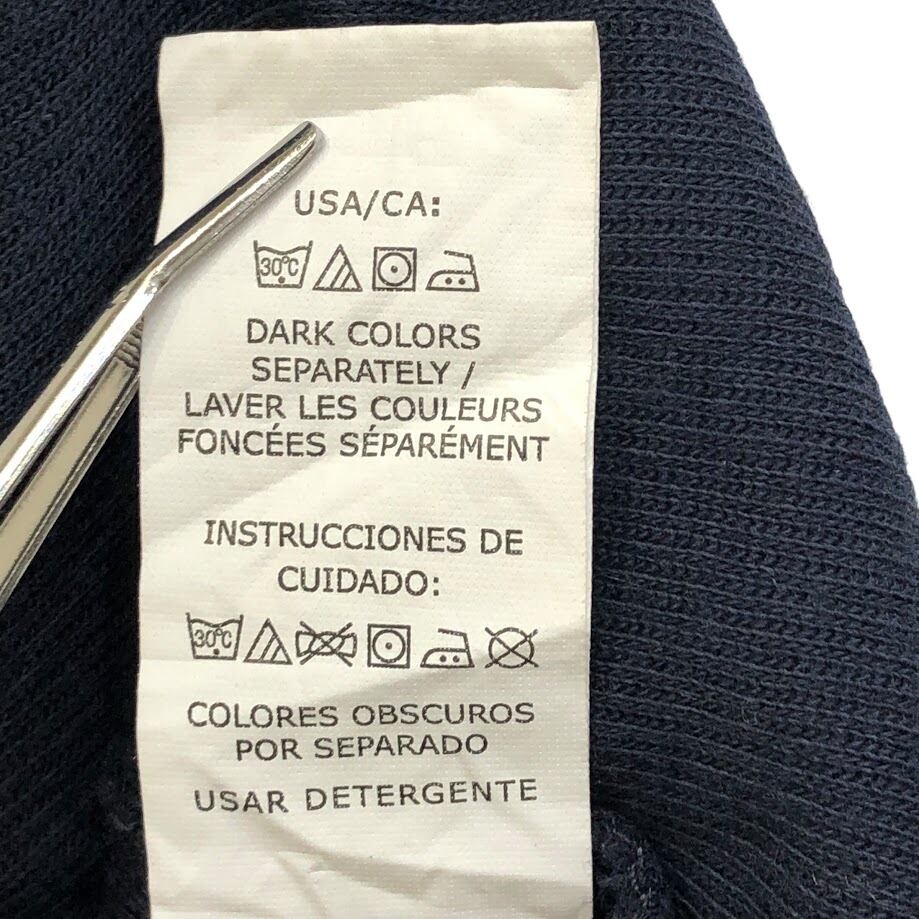 USA/CA:
30°C
DARK COLORS
SEPARATELY /
LAVER LES COULEURS
FONCÉES SÉPARÉMENT
INSTRUCCIONES DE
CUIDADO:
30°C
COLORES OBSCUROS
POR SEPARADO
USAR DETERGENTE